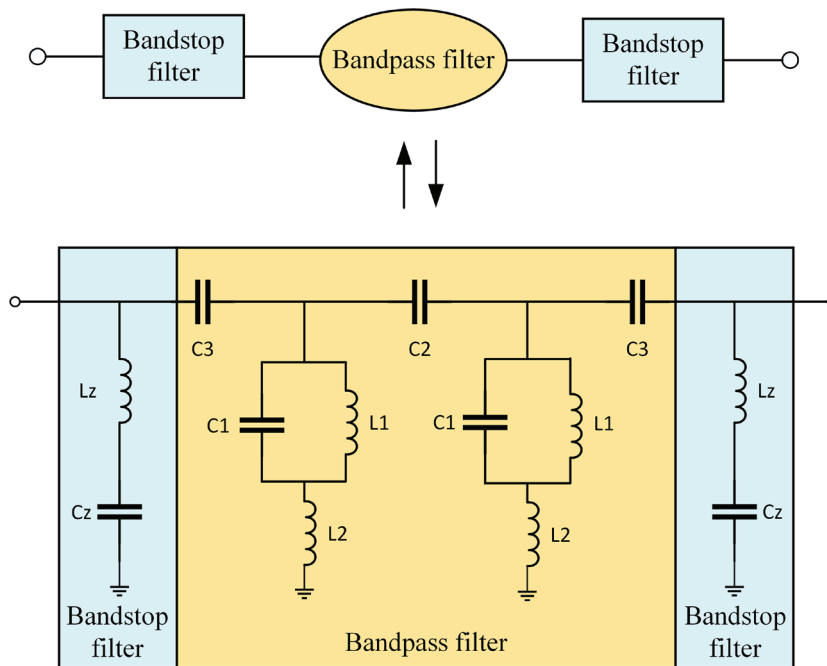 Bandstop
filter
Bandpass filter
Bandstop
filter
C3
C2
C3
Lz
C1
L1
C1
L1
Lz
Cz
L2
L2
Cz
Bandstop
filter
Bandpass filter
Bandstop
filter